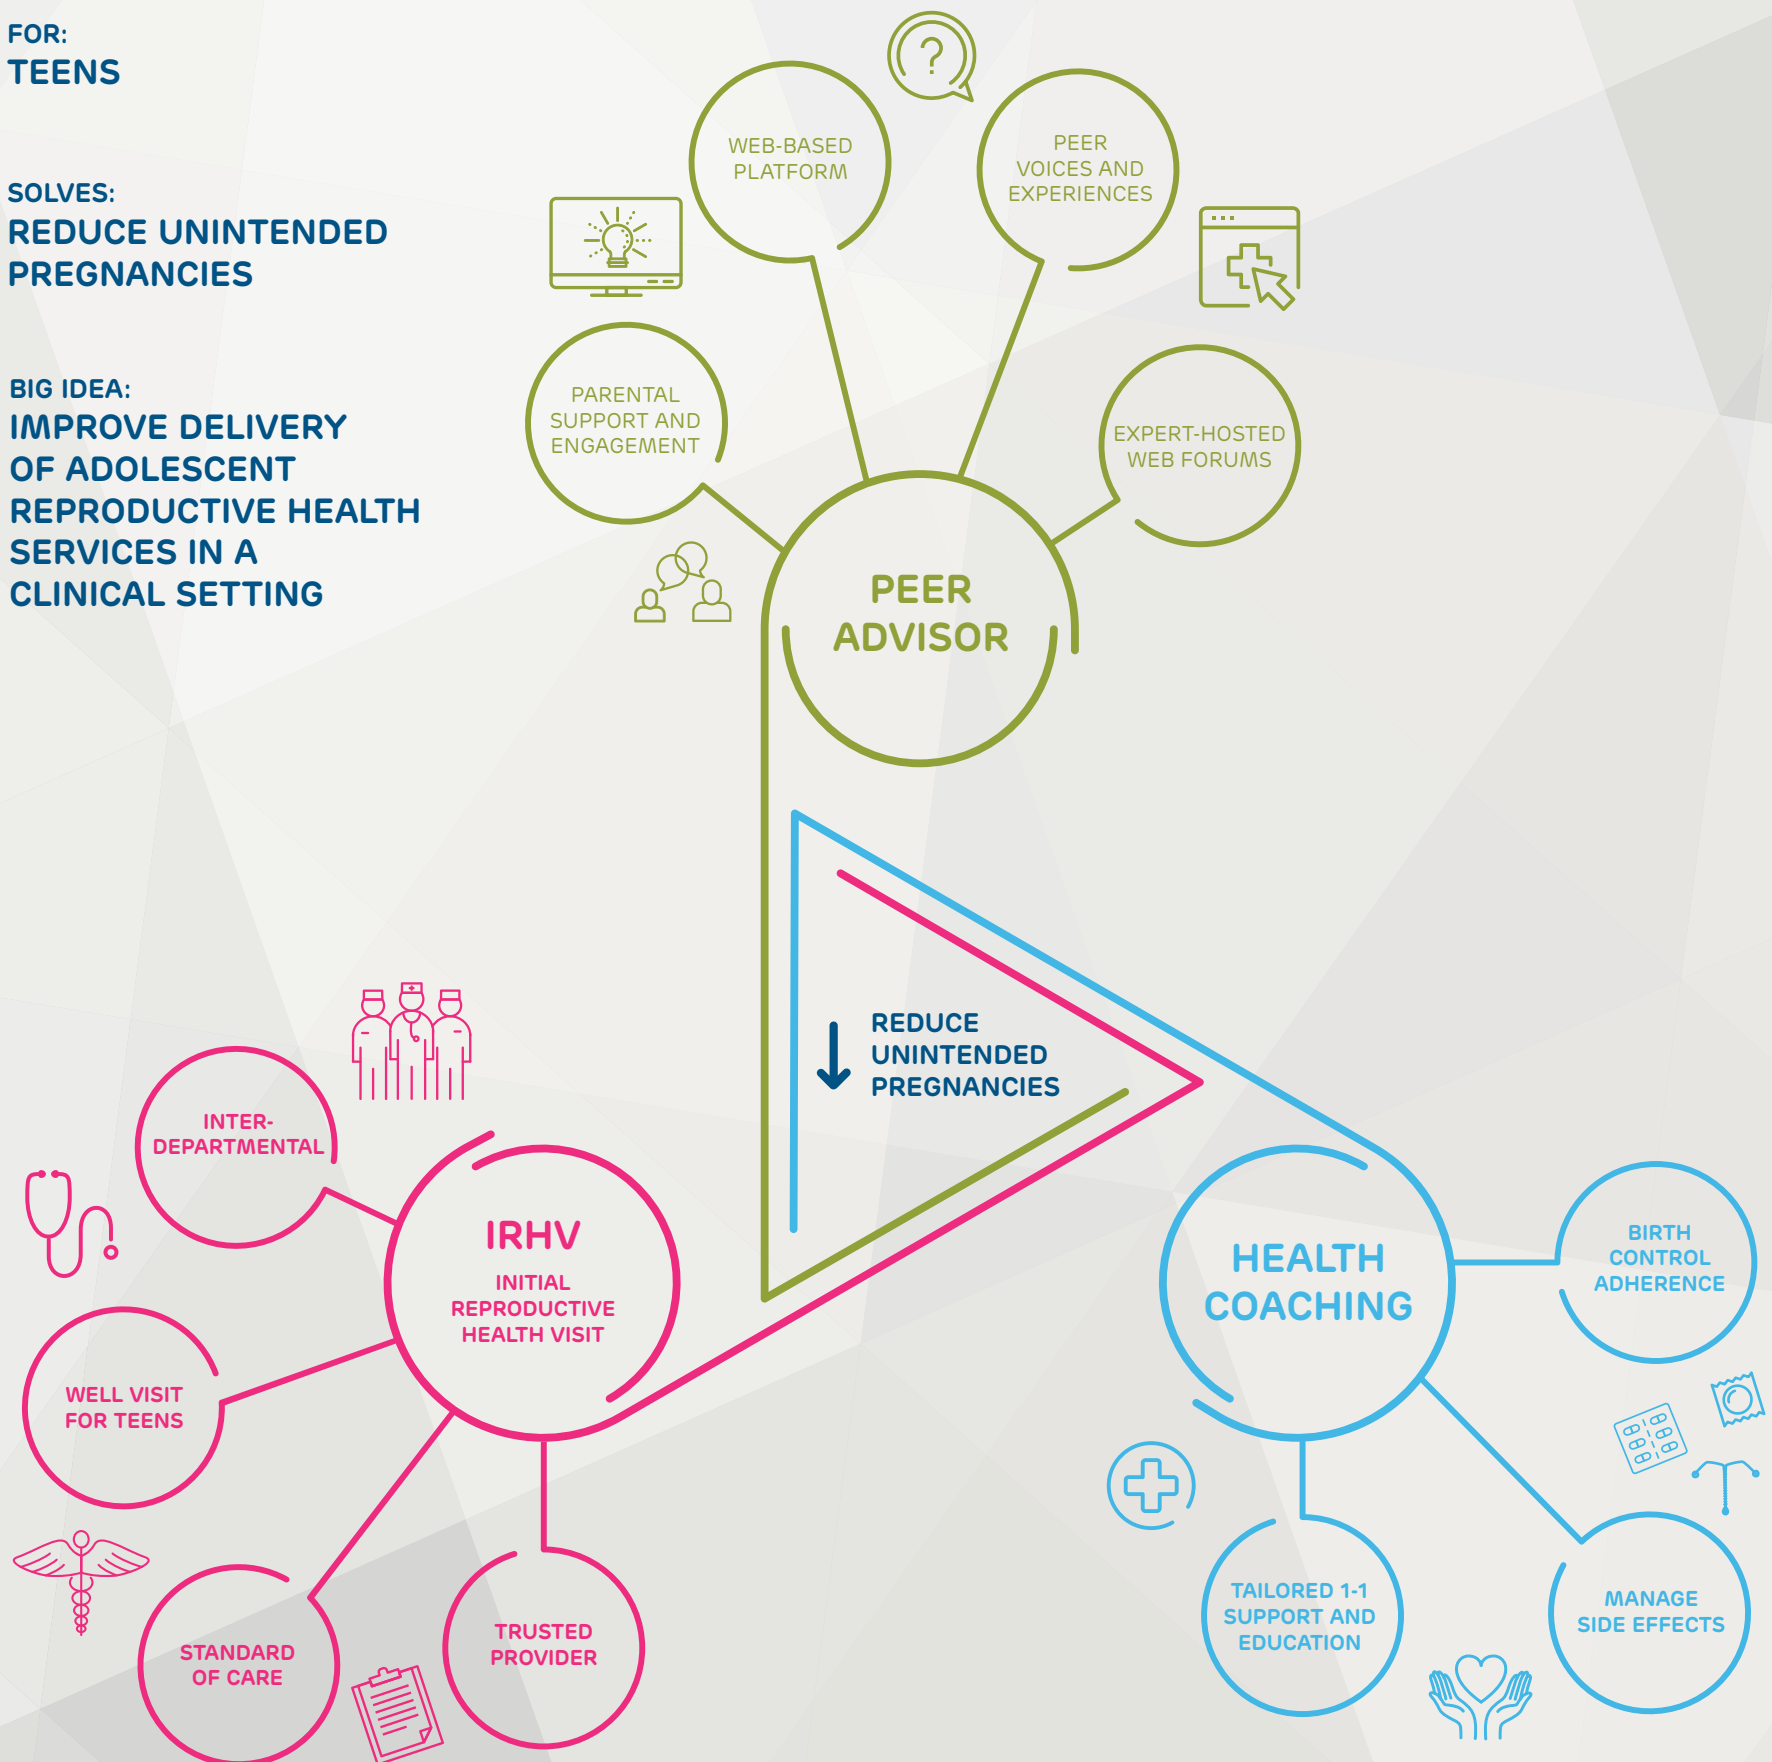 FOR:
TEENS
SOLVES:
REDUCE UNINTENDED
PREGNANCIES
BIG IDEA:
IMPROVE DELIVERY
OF ADOLESCENT
REPRODUCTIVE HEALTH
SERVICES IN A
CLINICAL SETTING
?
WEB-BASED
PLATFORM
PEER
VOICES AND
EXPERIENCES
PARENTAL
SUPPORT AND
ENGAGEMENT
EXPERT-HOSTED
WEB FORUMS
PEER
ADVISOR
REDUCE
UNINTENDED
PREGNANCIES
INTER-
DEPARTMENTAL
IRHV
INITIAL
REPRODUCTIVE
HEALTH VISIT
WELL VISIT
FOR TEENS
STANDARD
OF CARE
TRUSTED
PROVIDER
HEALTH
COACHING
BIRTH
CONTROL
ADHERENCE
TAILORED 1-1
SUPPORT AND
EDUCATION
MANAGE
SIDE EFFECTS